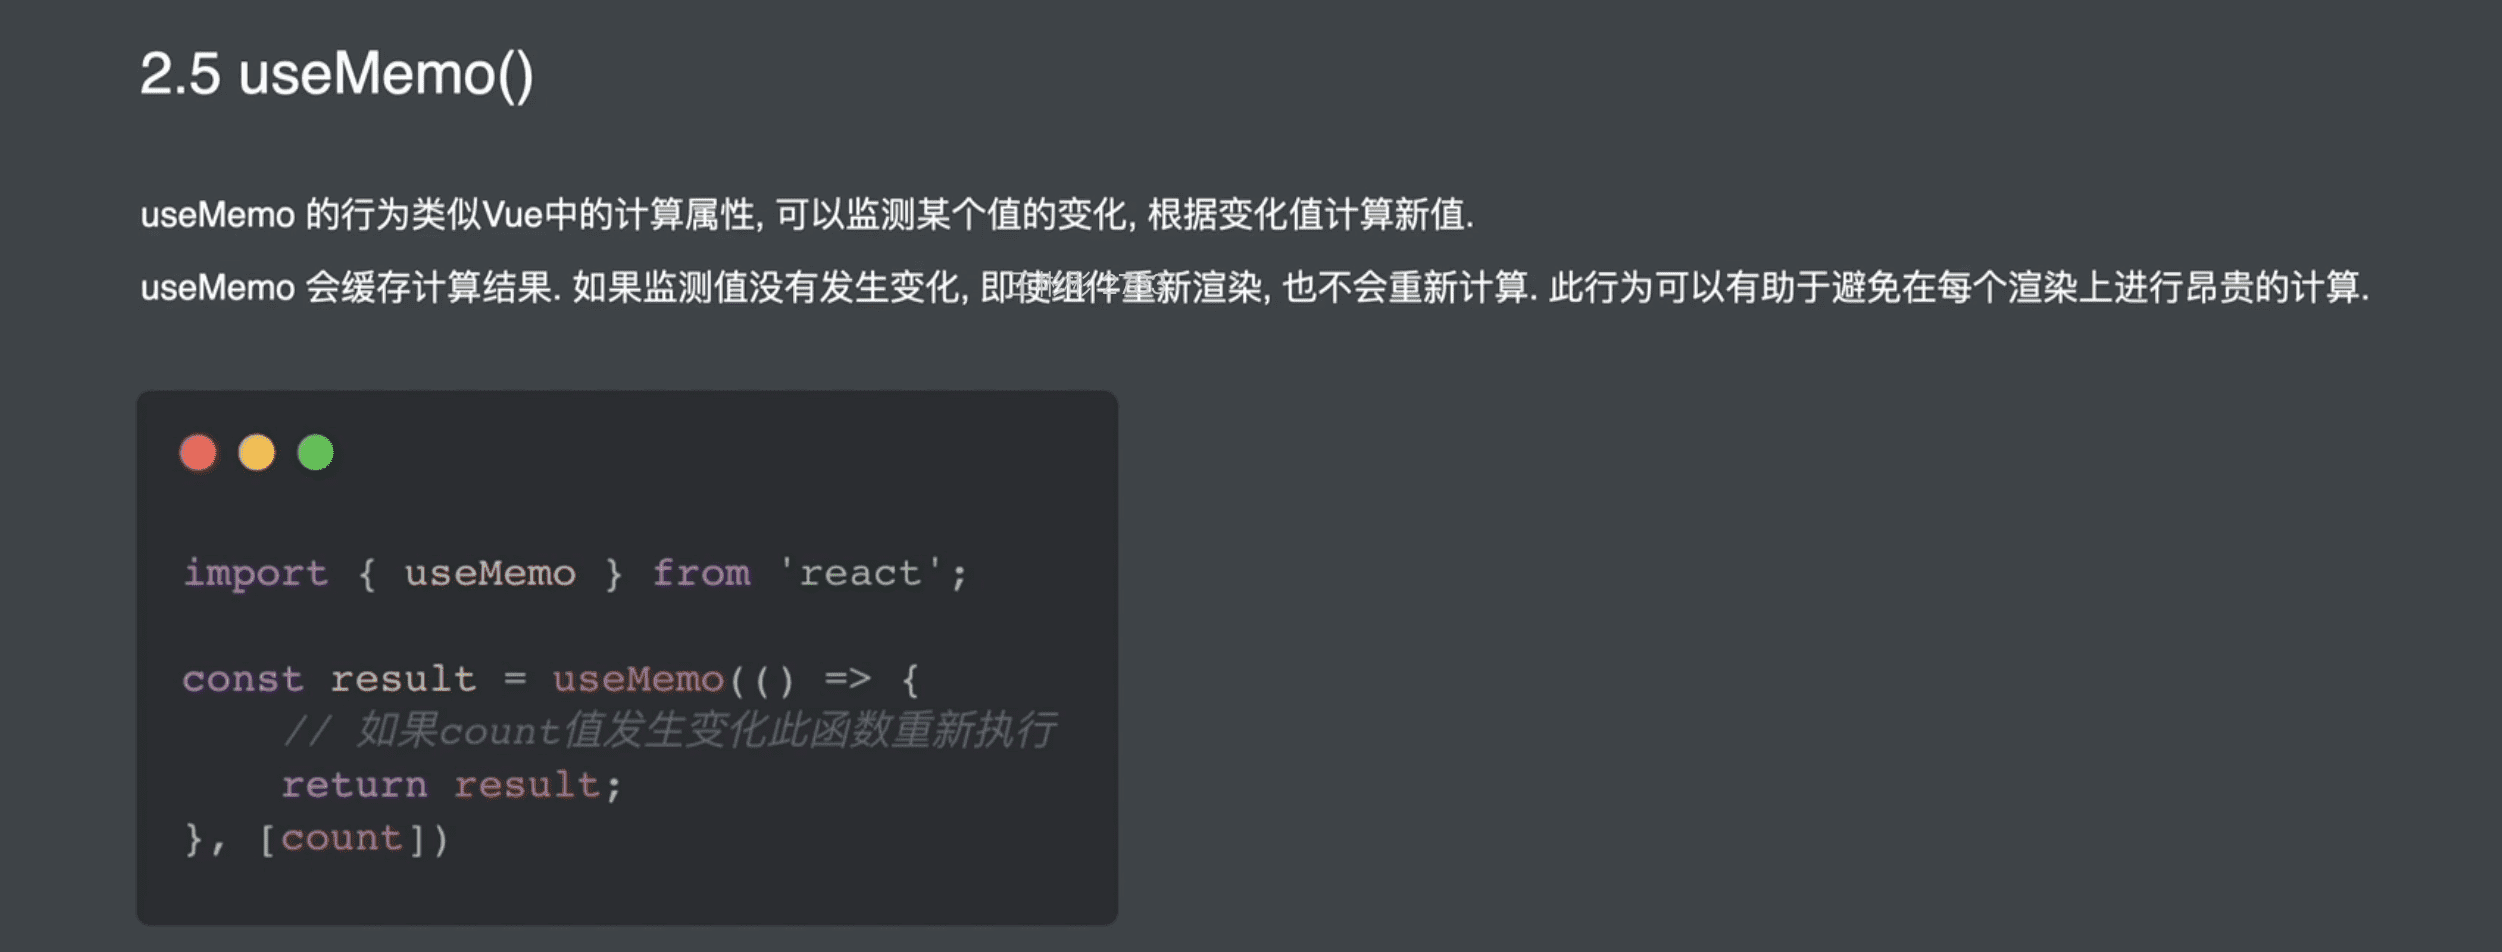 2.5 useMemo()
useMemo 的行为类似Vue中的计算属性, 可以监测某个值的变化, 根据变化值计算新值.
useMemo 会缓存计算结果. 如果监测值没有发生变化, 即使组件重新渲染, 也不会重新计算. 此行为可以有助于避免在每个渲染上进行昂贵的计算.
import { useMemo } from 'react';
const result = useMemo(() => {
// 如果count值发生变化此函数重新执行
return result;
}, [count])